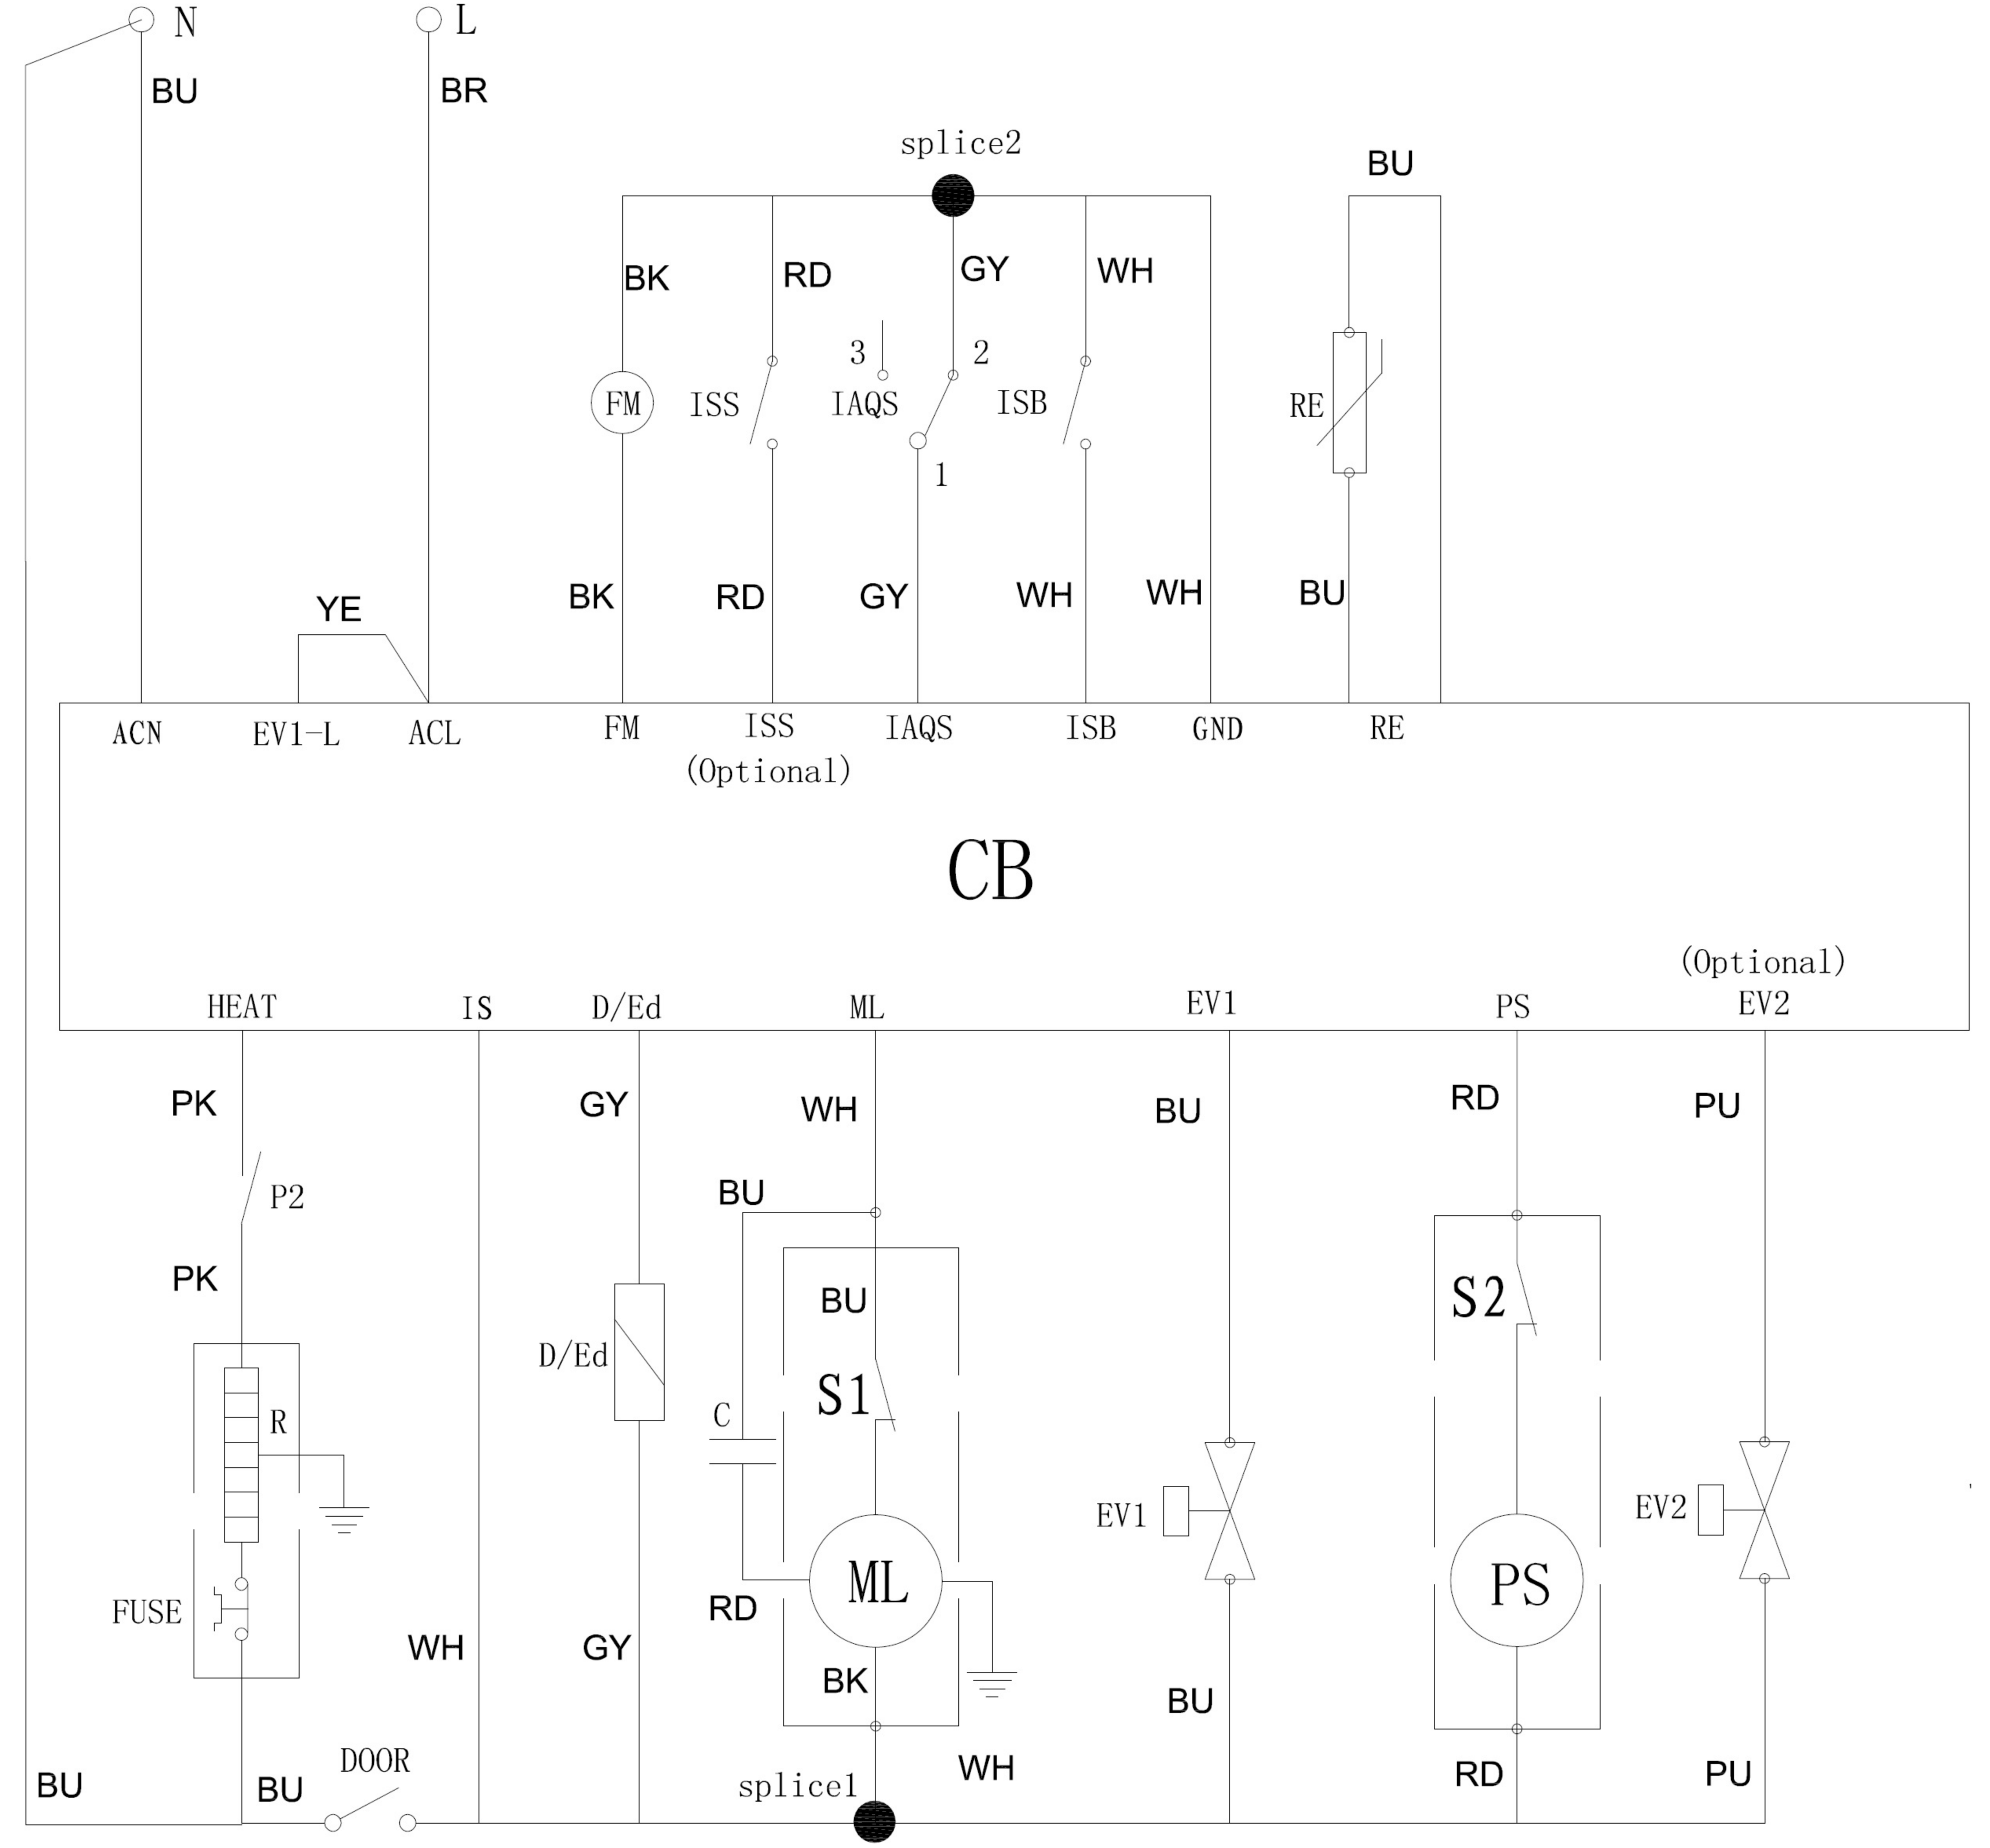 N
L
BU
BR
splice2
BU
BK
RD
GY
WH
3
2
FM
ISS
IAQS
ISB
RE
1
YE
BK
RD
GY
WH
WH
BU
ACN
EV1-L
ACL
FM
ISS
IAQS
ISB
GND
RE
(Optional)
CB
(Optional)
HEAT
IS
D/Ed
ML
EV1
PS
EV2
PK
GY
WH
BU
RD
PU
P2
BU
PK
BU
S1
S2
D/Ed
C
R
EV1
EV2
ML
PS
FUSE
RD
WH
GY
BK
BU
DOOR
splice1
WH
BU
BU
RD
PU